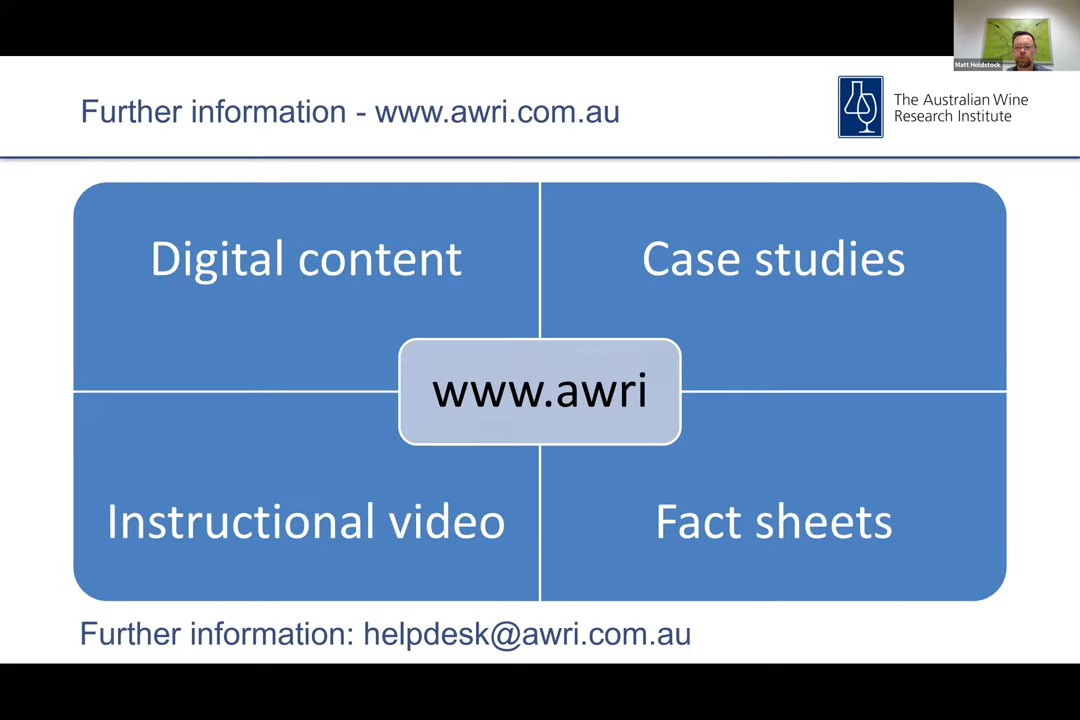 Matt Holdstock
Further information - www.awri.com.au
The Australian Wine
Research Institute
Digital content
Case studies
www.awri
Instructional video
Fact sheets
Further information: helpdesk@awri.com.au